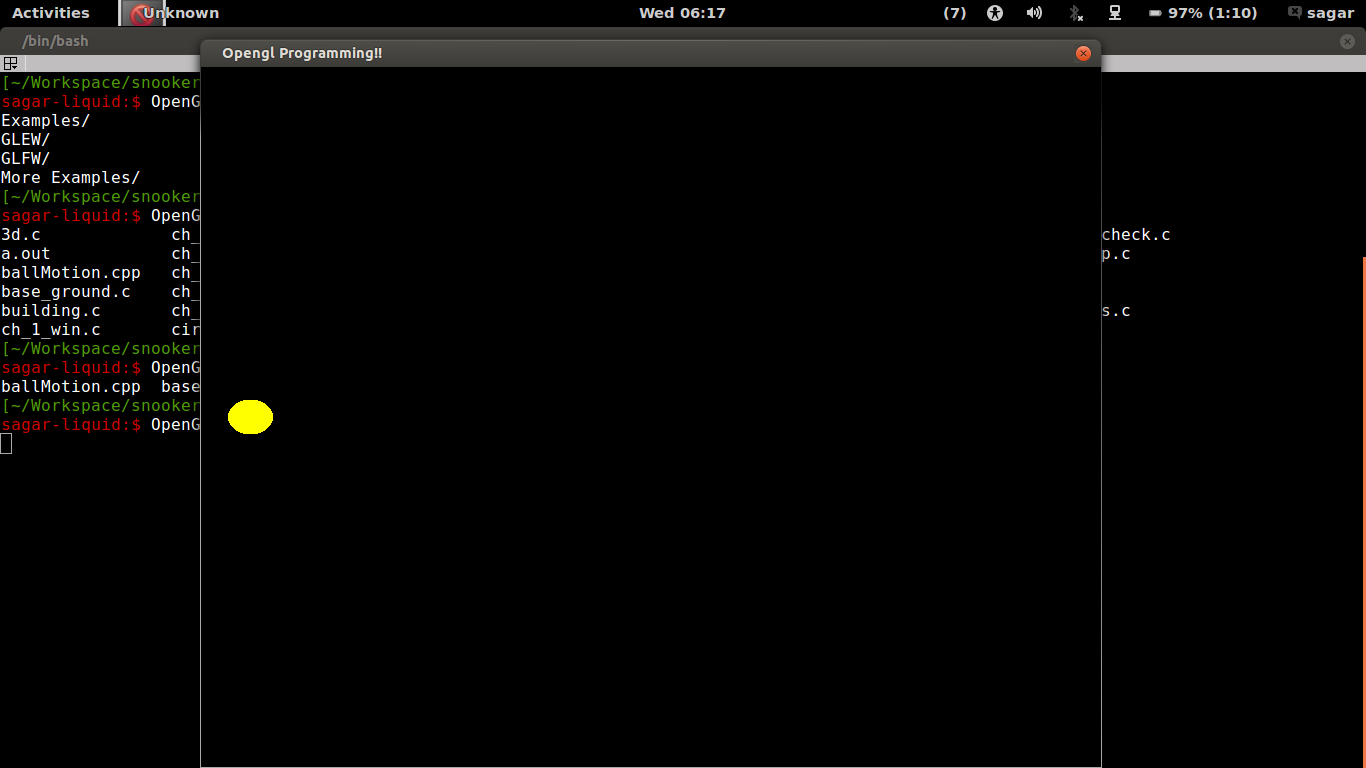 Activities Unknown Wed 06:17 (7) 97% (1:10) sagar
/bin/bash
Opengl Programming!!
[~/Workspace/snooker
sagar-liquid:$ OpenG
Examples/
GLEW/
GLFW/
More Examples/
[~/Workspace/snooker
sagar-liquid:$ OpenG
3d.c ch_ check.c
a.out ch_ p.c
ballMotion.cpp ch_
base_ground.c ch_
building.c ch_ s.c
ch_1_win.c cir
[~/Workspace/snooker
sagar-liquid:$ OpenG
ballMotion.cpp base
[~/Workspace/snooker
sagar-liquid:$ OpenG